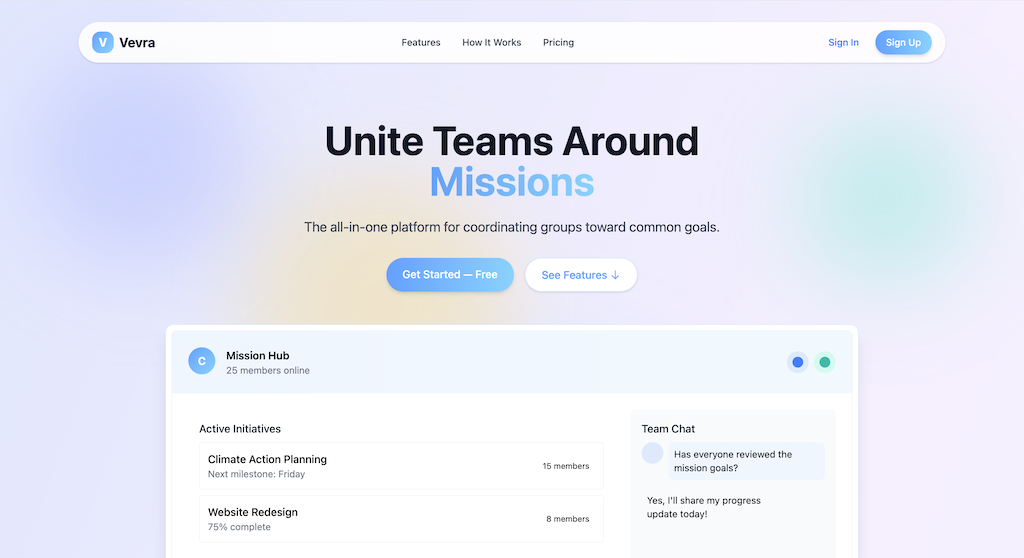 V Vevra
Features
How It Works
Pricing
Sign In
Sign Up
Unite Teams Around
Missions
The all-in-one platform for coordinating groups toward common goals.
Get Started — Free
See Features ↓
C
Mission Hub
25 members online
Active Initiatives
Climate Action Planning
Next milestone: Friday
15 members
Website Redesign
75% complete
8 members
Team Chat
Has everyone reviewed the
mission goals?
Yes, I'll share my progress
update today!